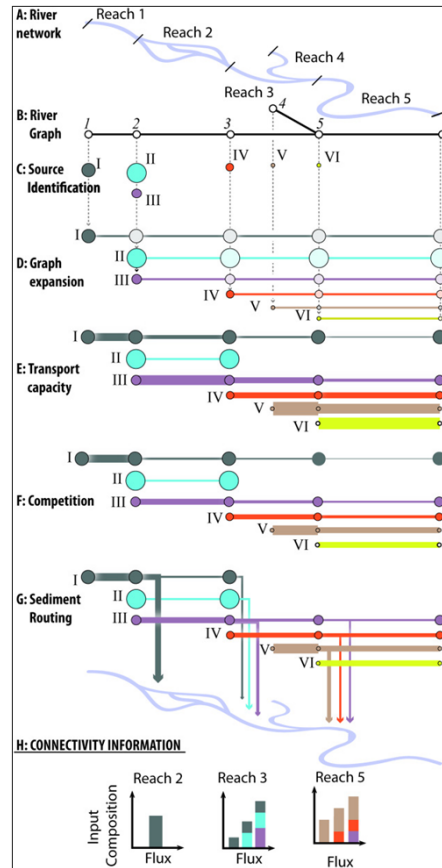 A: River network
Reach 1
Reach 2
Reach 4
Reach 3
Reach 5
B: River Graph
1
2
3
4
5
C: Source Identification
I
II
III
IV
V
VI
D: Graph expansion
I
II
III
IV
V
VI
E: Transport capacity
I
II
III
IV
V
VI
F: Competition
I
II
III
IV
V
VI
G: Sediment Routing
I
II
III
IV
V
VI
H: CONNECTIVITY INFORMATION
Reach 2
Reach 3
Reach 5
Input Composition
Flux
Flux
Flux